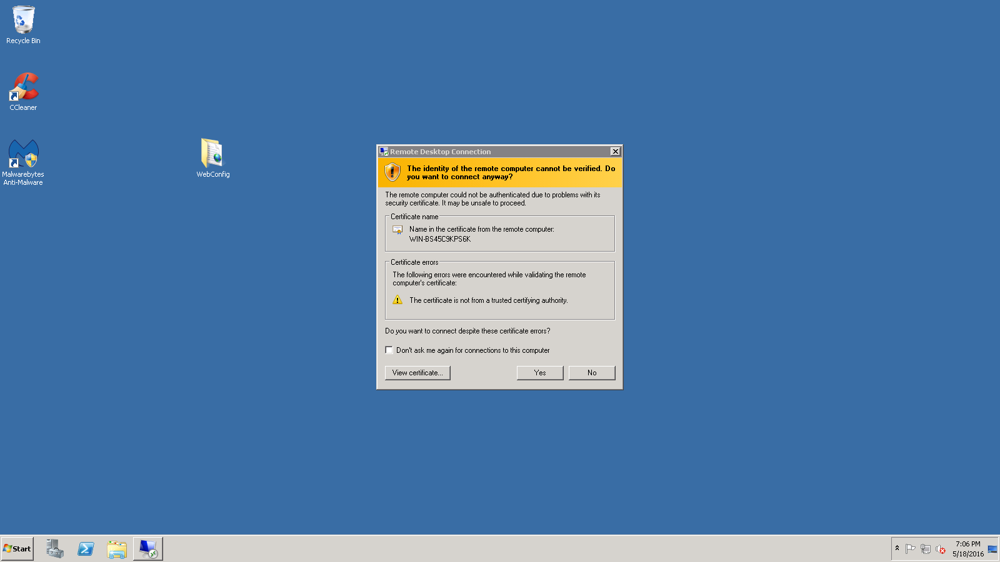 Recycle Bin
CCleaner
Malwarebytes
Anti-Malware
WebConfig
Remote Desktop Connection
The identity of the remote computer cannot be verified. Do
you want to connect anyway?
The remote computer could not be authenticated due to problems with its
security certificate. It may be unsafe to proceed.
Certificate name
Name in the certificate from the remote computer:
WIN-BS45C9KPS6K
Certificate errors
The following errors were encountered while validating the remote
computer's certificate:
The certificate is not from a trusted certifying authority.
Do you want to connect despite these certificate errors?
Don't ask me again for connections to this computer
View certificate...
Yes
No
Start
7:06 PM
5/18/2016